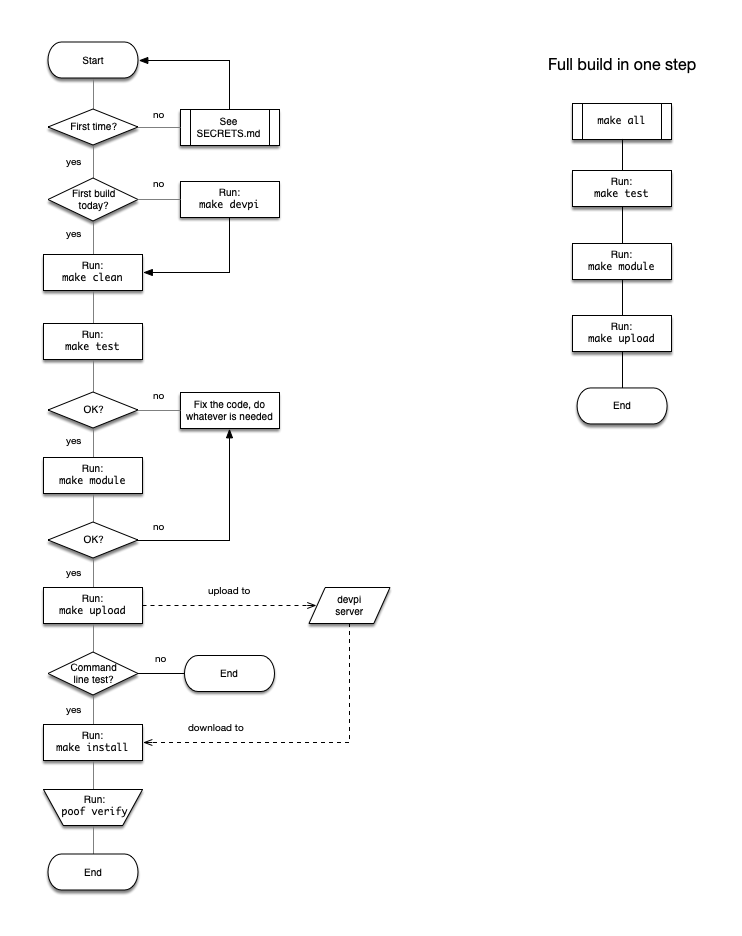 Start
First time?
no
See
SECRETS.md
yes
First build
today?
no
Run:
make devpi
yes
Run:
make clean
Run:
make test
OK?
no
Fix the code, do
whatever is needed
yes
Run:
make module
OK?
no
yes
Run:
make upload
upload to
devpi
server
Command
line test?
no
End
yes
Run:
make install
download to
Run:
poof verify
End
Full build in one step
make all
Run:
make test
Run:
make module
Run:
make upload
End